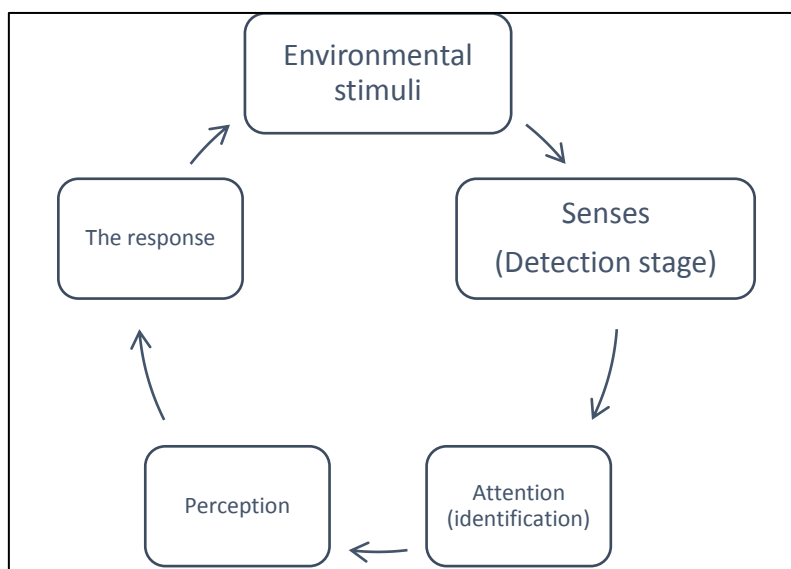 Environmental
stimuli
Senses
(Detection stage)
Attention
(identification)
Perception
The response